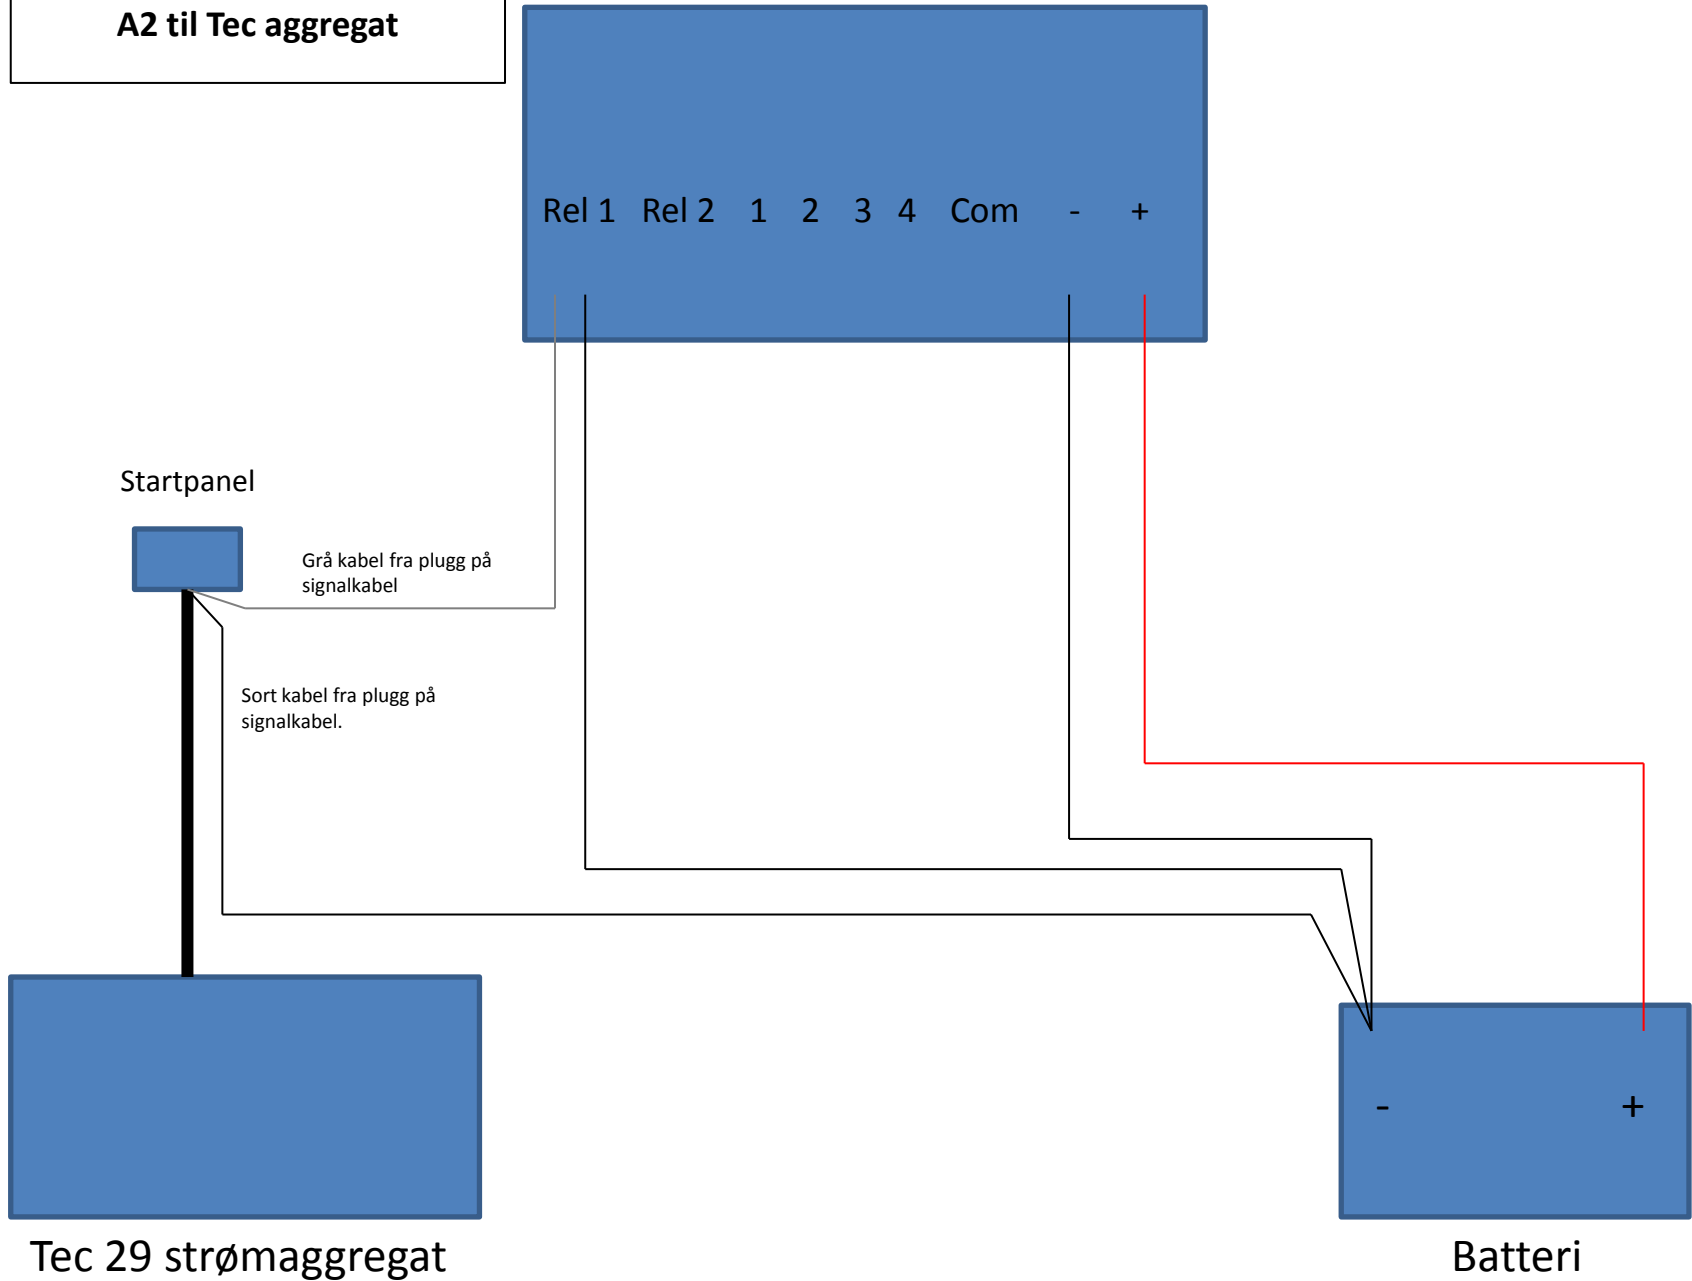 A2 til Tec aggregat
Rel 1 Rel 2 1 2 3 4 Com - +
Startpanel
Grå kabel fra plugg på
signalkabel
Sort kabel fra plugg på
signalkabel.
- +
Tec 29 strømaggregat
Batteri